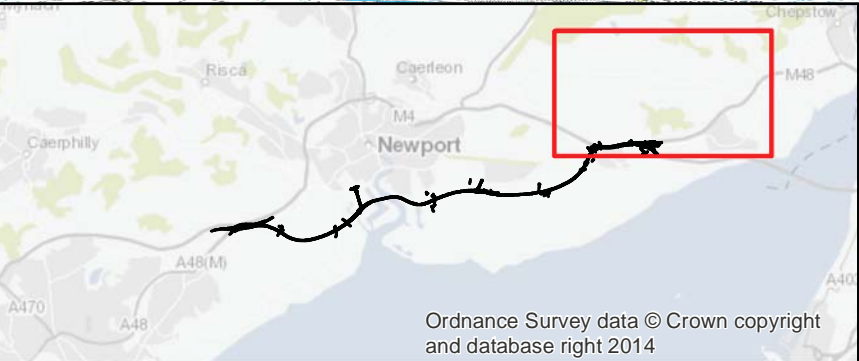 Chepstow
Risca
Caerleon
M48
M4
Caerphilly
Newport
A48(M)
A470
A48
Ordnance Survey data © Crown copyright
and database right 2014